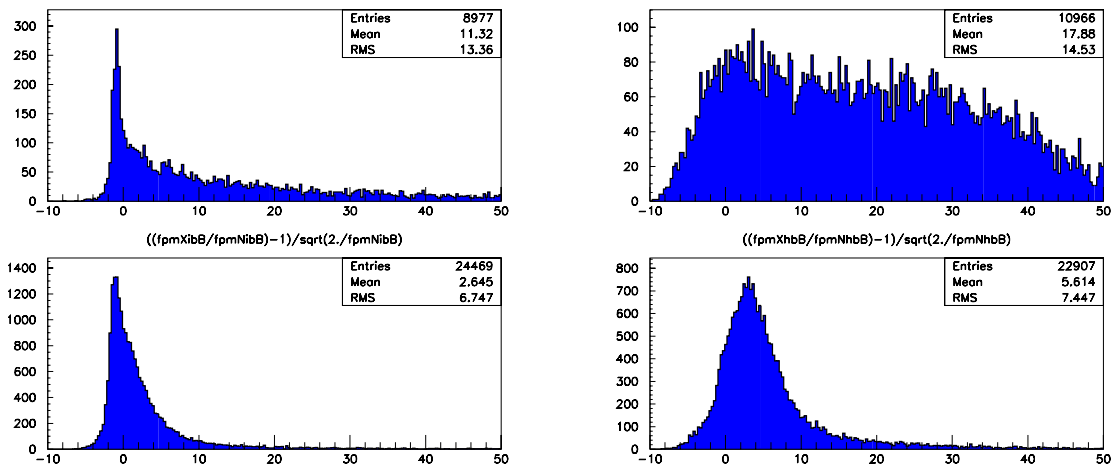 Entries 8977
Mean 11.32
RMS 13.36
300
250
200
150
100
50
0
-10 0 10 20 30 40 50
((fpmXibB/fpmNibB)-1)/sqrt(2./fpmNibB)
Entries 10966
Mean 17.88
RMS 14.53
100
80
60
40
20
0
-10 0 10 20 30 40 50
((fpmXhbB/fpmNhbB)-1)/sqrt(2./fpmNhbB)
Entries 24469
Mean 2.645
RMS 6.747
1400
1200
1000
800
600
400
200
0
-10 0 10 20 30 40 50
Entries 22907
Mean 5.614
RMS 7.447
800
700
600
500
400
300
200
100
0
-10 0 10 20 30 40 50